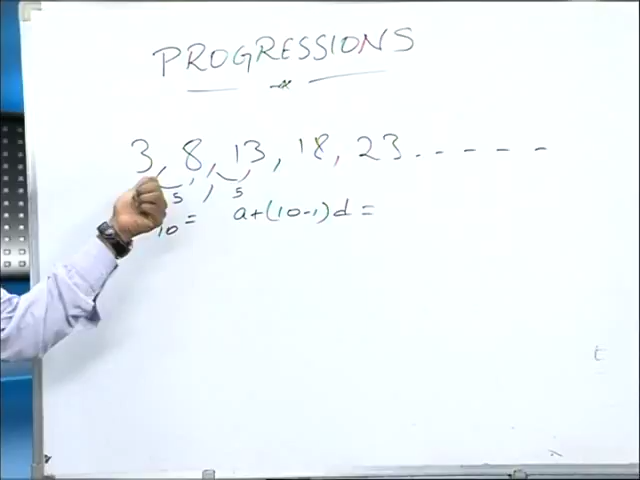 PROGRESSIONS
3, 8, 13, 18, 23 . - - - - -
5 5
10 = a+(10-1)d =
t